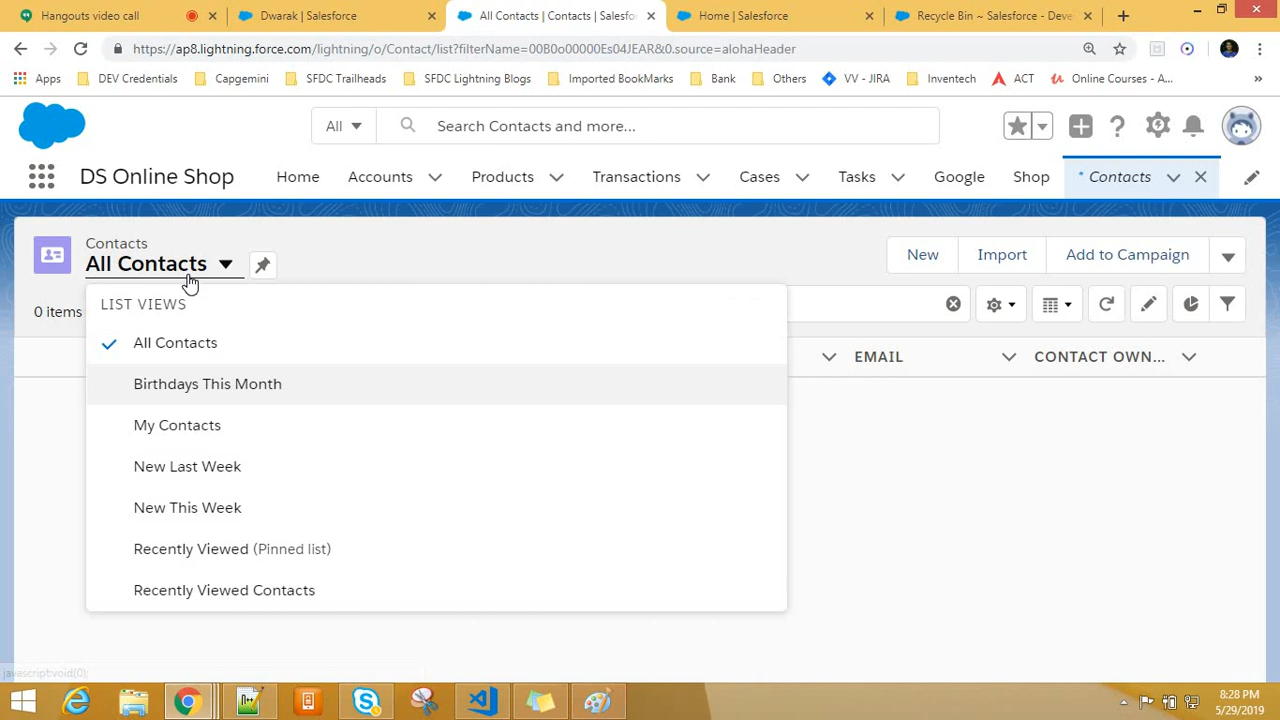 Hangouts video call
Dwarak | Salesforce
All Contacts | Contacts | Salesfor
Home | Salesforce
Recycle Bin ~ Salesforce - Deve
https://ap8.lightning.force.com/lightning/o/Contact/list?filterName=00B0o00000Es04JEAR&0.source=alohaHeader
Apps
DEV Credentials
Capgemini
SFDC Trailheads
SFDC Lightning Blogs
Imported BookMarks
Bank
Others
VV - JIRA
Inventech
ACT
Online Courses - A...
»
All
Search Contacts and more...
DS Online Shop
Home
Accounts
Products
Transactions
Cases
Tasks
Google
Shop
* Contacts
Contacts
All Contacts
New
Import
Add to Campaign
0 items
LIST VIEWS
All Contacts
Birthdays This Month
My Contacts
New Last Week
New This Week
Recently Viewed (Pinned list)
Recently Viewed Contacts
EMAIL
CONTACT OWN...
javascript:void(0);
8:28 PM
5/29/2019